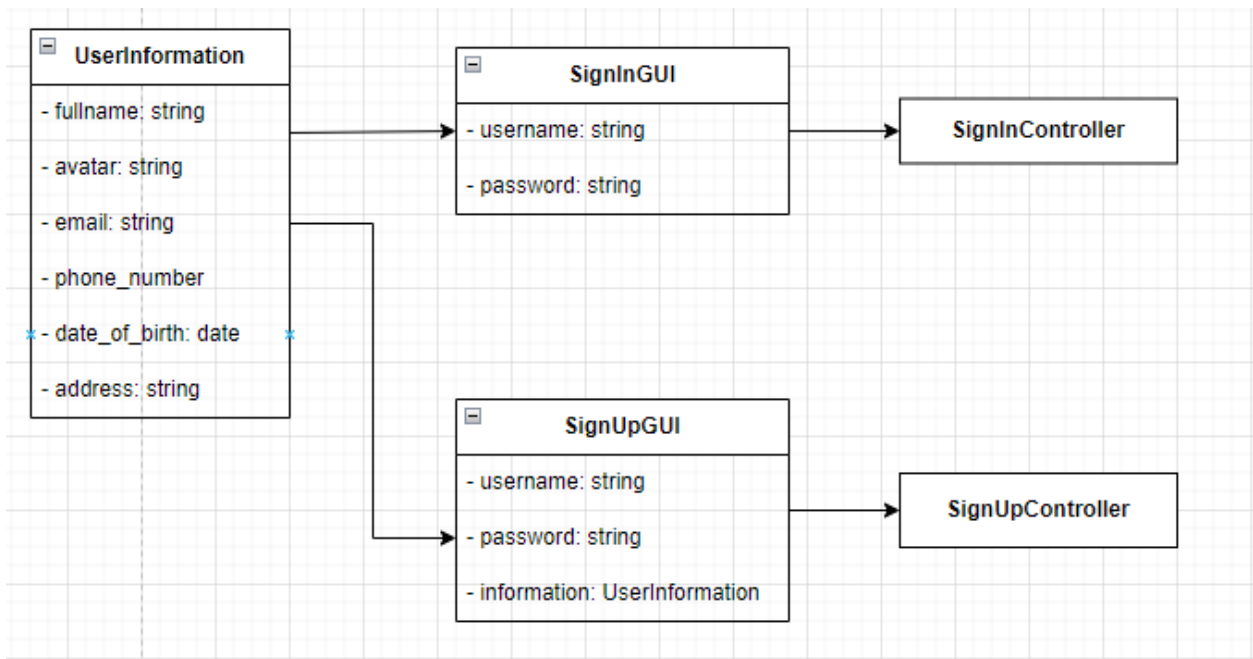 UserInformation
- fullname: string
- avatar: string
- email: string
- phone_number
- date_of_birth: date
- address: string
SignInGUI
- username: string
- password: string
SignInController
SignUpGUI
- username: string
- password: string
- information: UserInformation
SignUpController